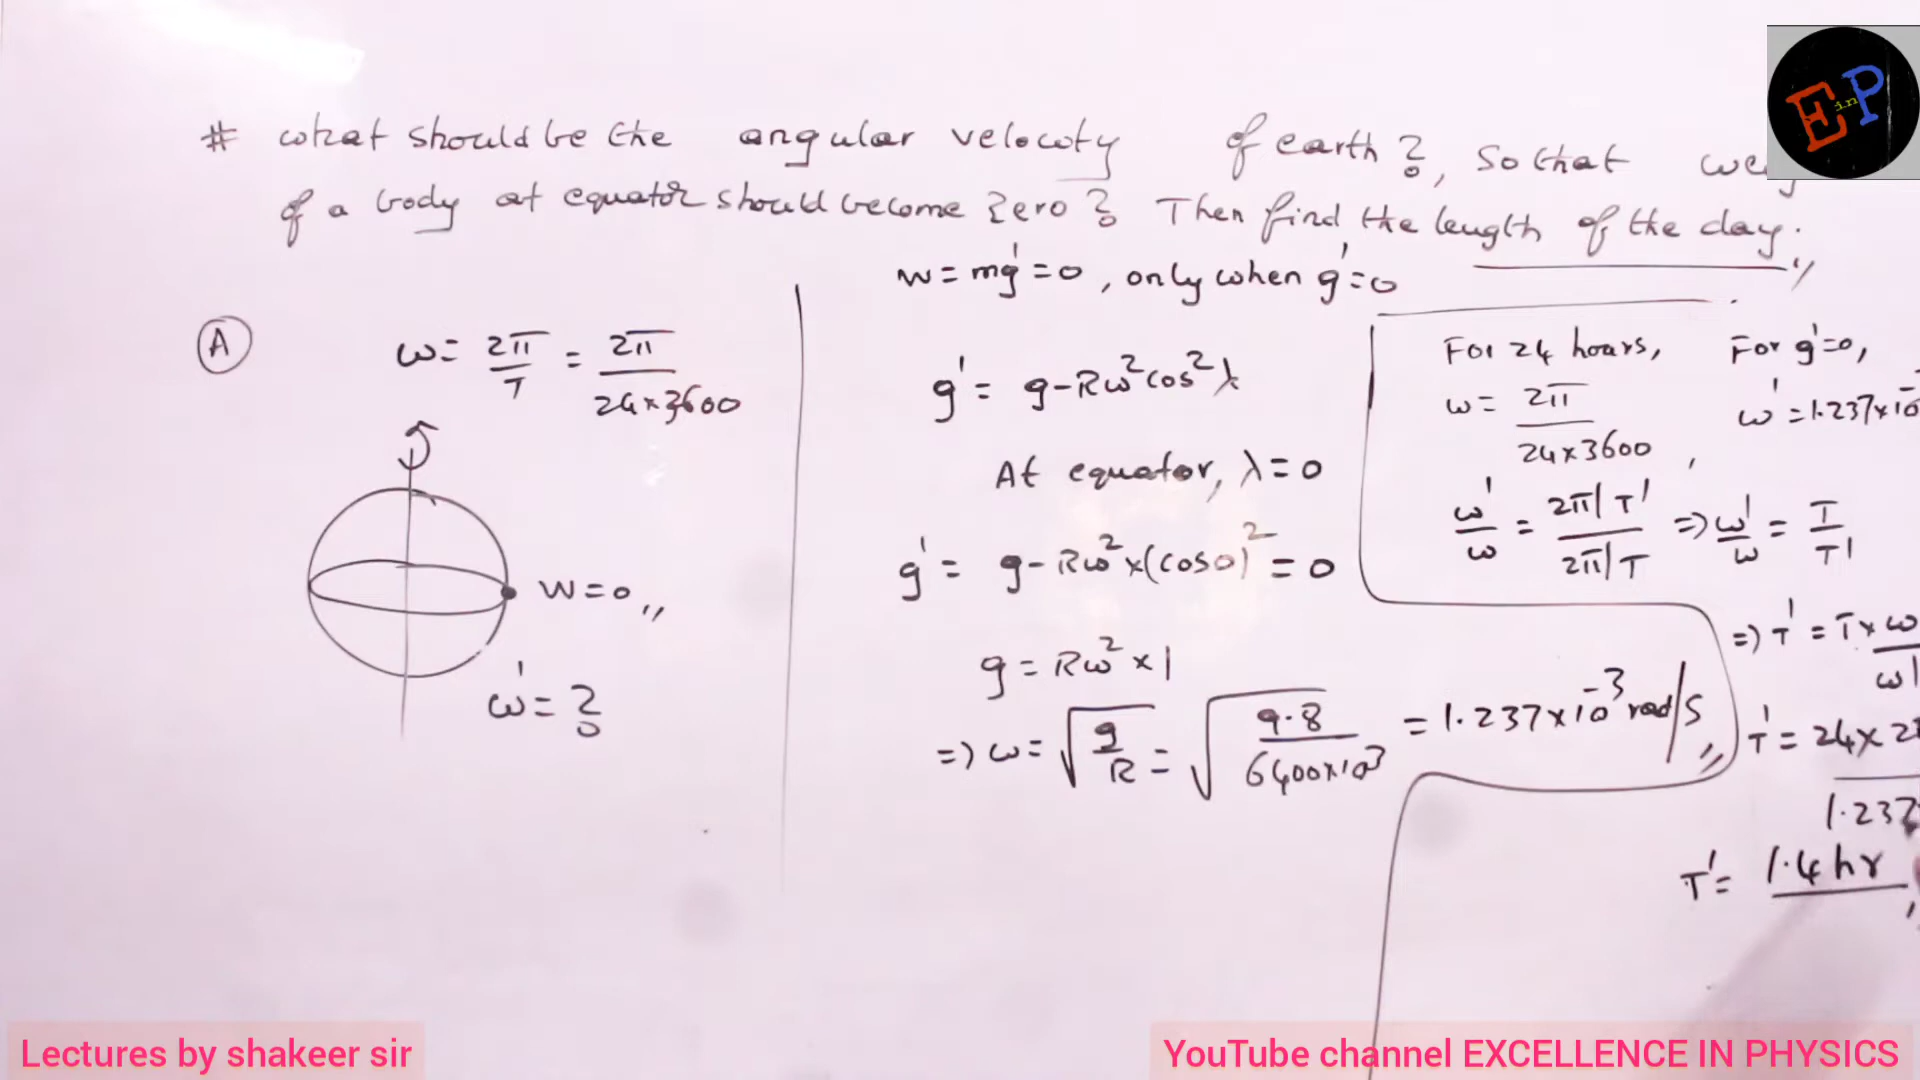 # what should be the angular velocity of earth?, so that
of a body at equator should become zero? Then find the length of the day.
w = mg' = 0, only when g' = 0
A
ω = 2π/T = 2π/24×3600
w = 0,,
ω' = ?
g' = g - Rω²cos²λ
At equator, λ = 0
g' = g - Rω²×(cos0)² = 0
g = Rω² × 1
=> ω = √g/R = √9.8/6400×10³ = 1.237×10⁻³ rad/s
For 24 hours,
ω = 2π/24×3600,
For g' = 0,
ω' = 1.237×10⁻
ω'/ω = 2π/T'/2π/T => ω'/ω = T/T'
=> T' = T×ω/ω'
T' = 24×2
1.237
T' = 1.4 hr
E in P
Lectures by shakeer sir
YouTube channel EXCELLENCE IN PHYSICS